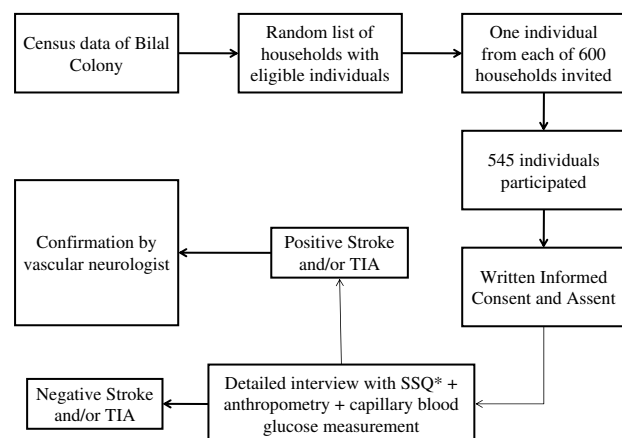 Census data of Bilal
Colony
Random list of
households with
eligible individuals
One individual
from each of 600
households invited
545 individuals
participated
Written Informed
Consent and Assent
Detailed interview with SSQ* +
anthropometry + capillary blood
glucose measurement
Positive Stroke
and/or TIA
Confirmation by
vascular neurologist
Negative Stroke
and/or TIA